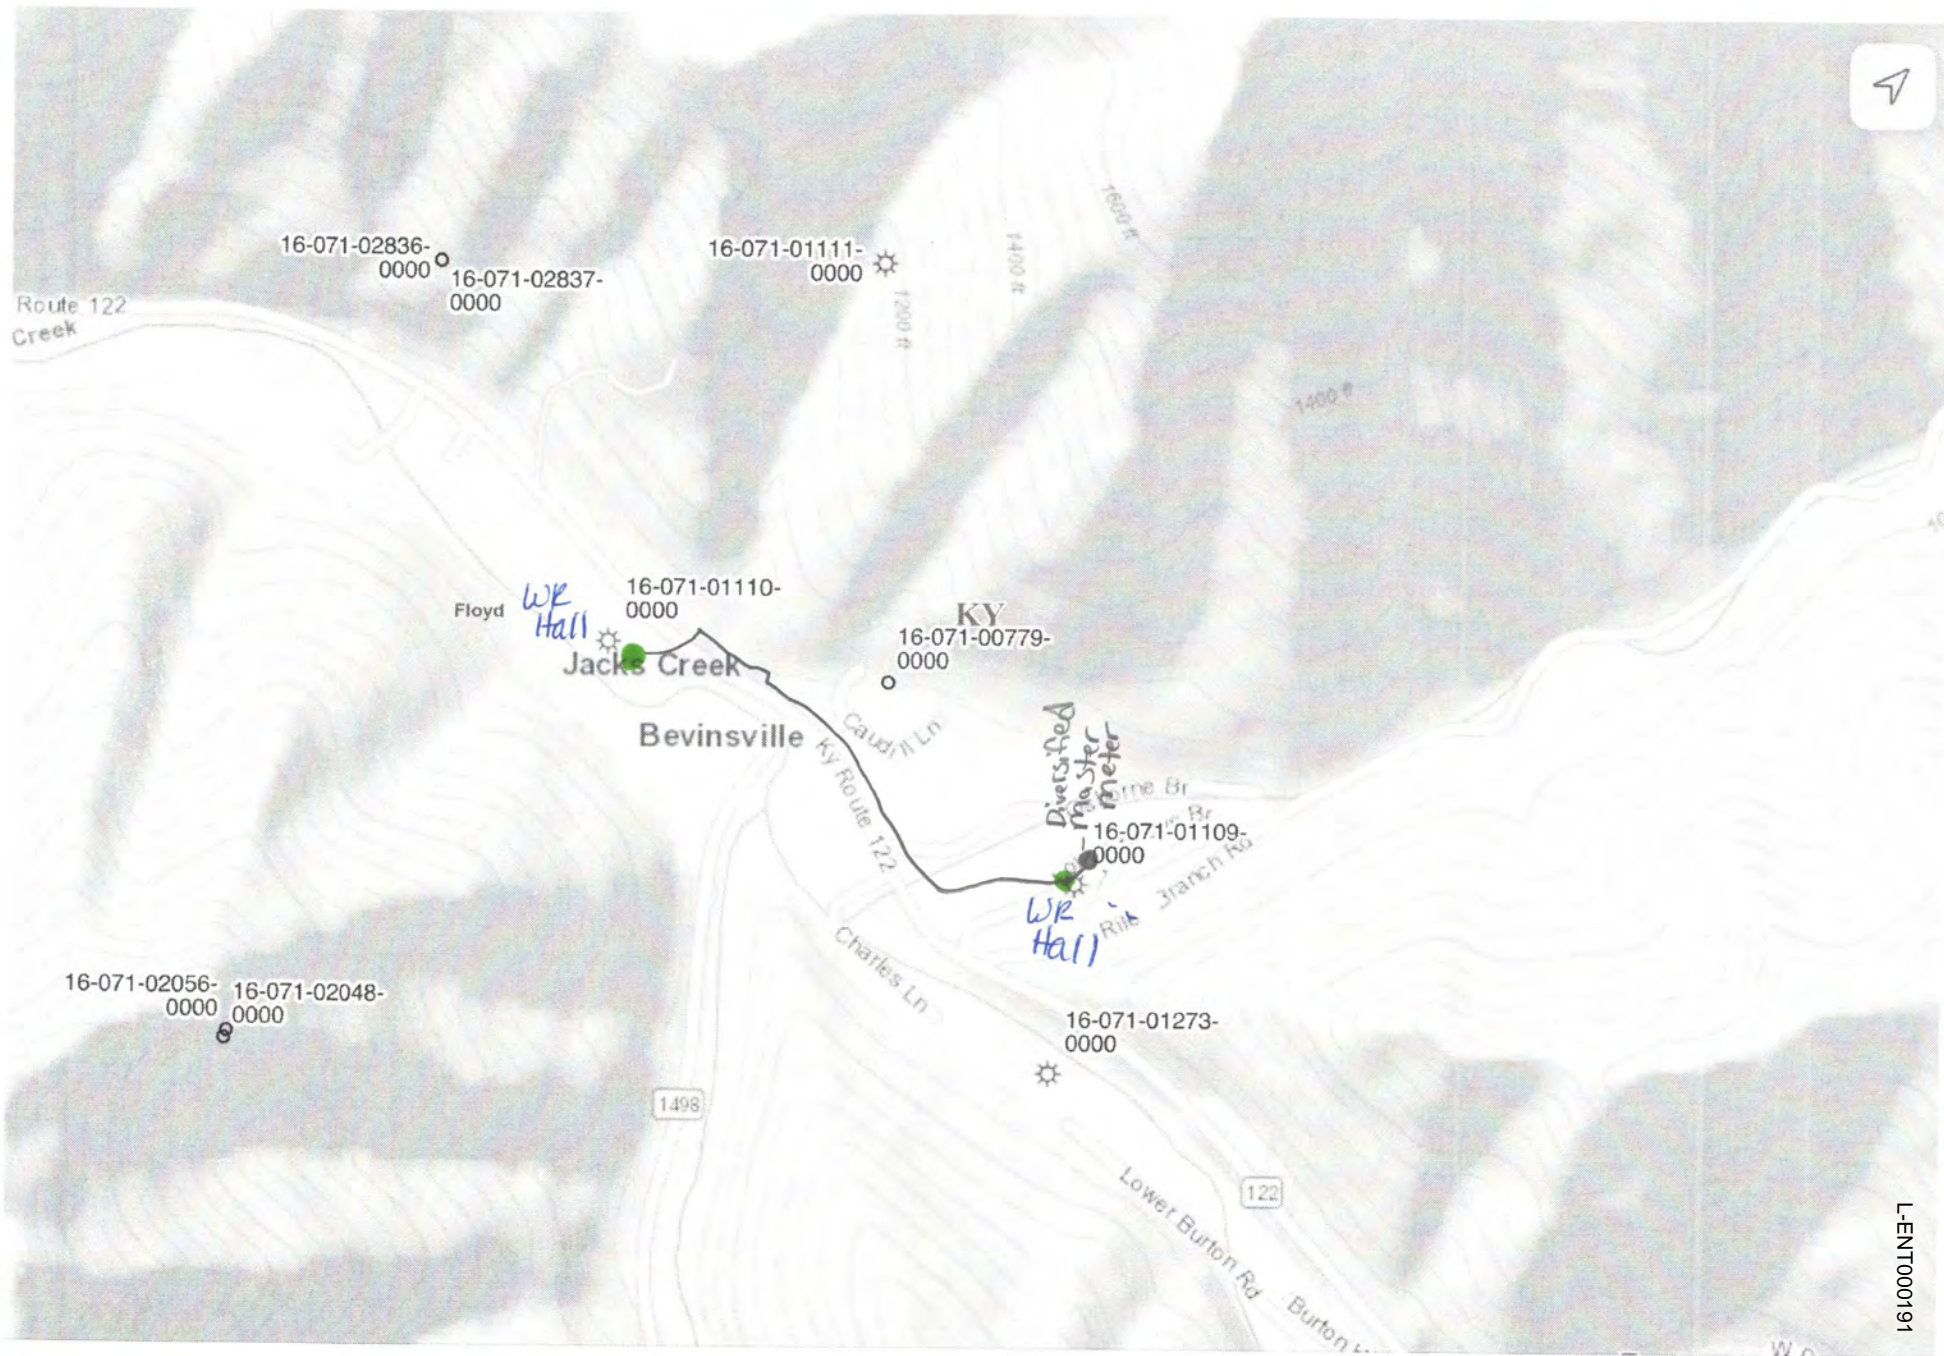 16-071-02836-
0000
16-071-02837-
0000
16-071-01111-
0000
1600 ft
1400 ft
1200 ft
Route 122
Creek
1400 ft
Floyd
WR
Hall
16-071-01110-
0000
Jacks Creek
KY
16-071-00779-
0000
Bevinsville
Caudill Ln
Ky Route 122
Diversified
master
meter
Br
Br
16-071-01109-
0000
Branch Rd
WR
Hall
Charles Ln
16-071-02056-
0000
16-071-02048-
0000
16-071-01273-
0000
1498
122
Lower Burton Rd
Burton
L-ENT000191